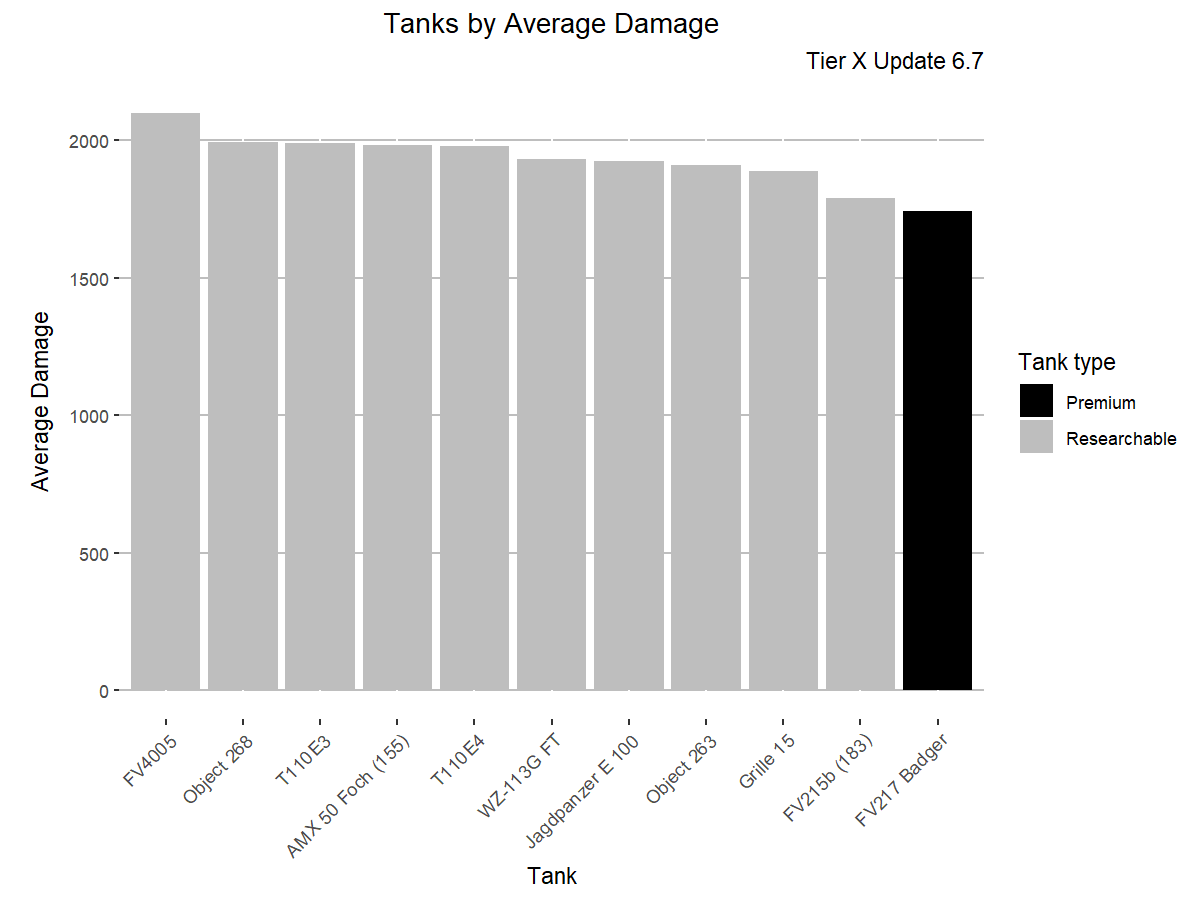 Tanks by Average Damage
Tier X Update 6.7
Average Damage
2000
1500
1000
500
0
FV4005
Object 268
T110E3
AMX 50 Foch (155)
T110E4
WZ-113G FT
Jagdpanzer E 100
Object 263
Grille 15
FV215b (183)
FV217 Badger
Tank
Tank type
Premium
Researchable